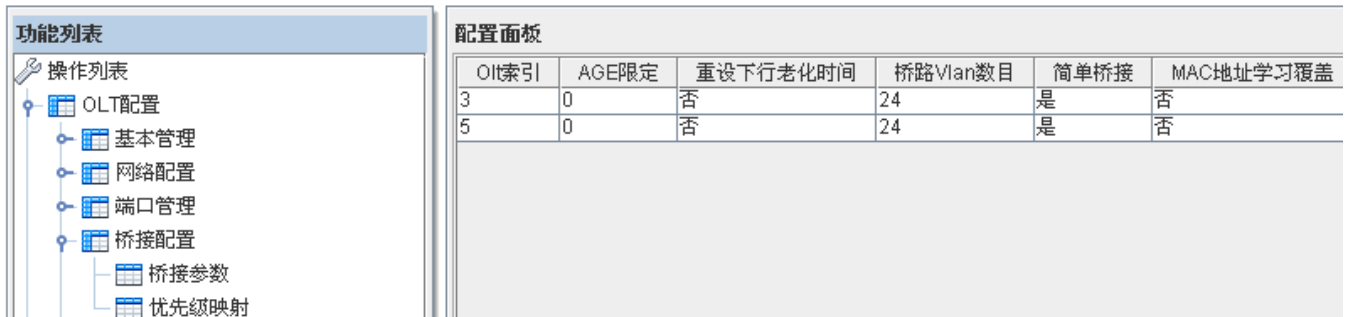 功能列表
操作列表
OLT配置
基本管理
网络配置
端口管理
桥接配置
桥接参数
优先级映射
配置面板
Olt索引 AGE限定 重设下行老化时间 桥路Vlan数目 简单桥接 MAC地址学习覆盖
3 0 否 24 是 否
5 0 否 24 是 否